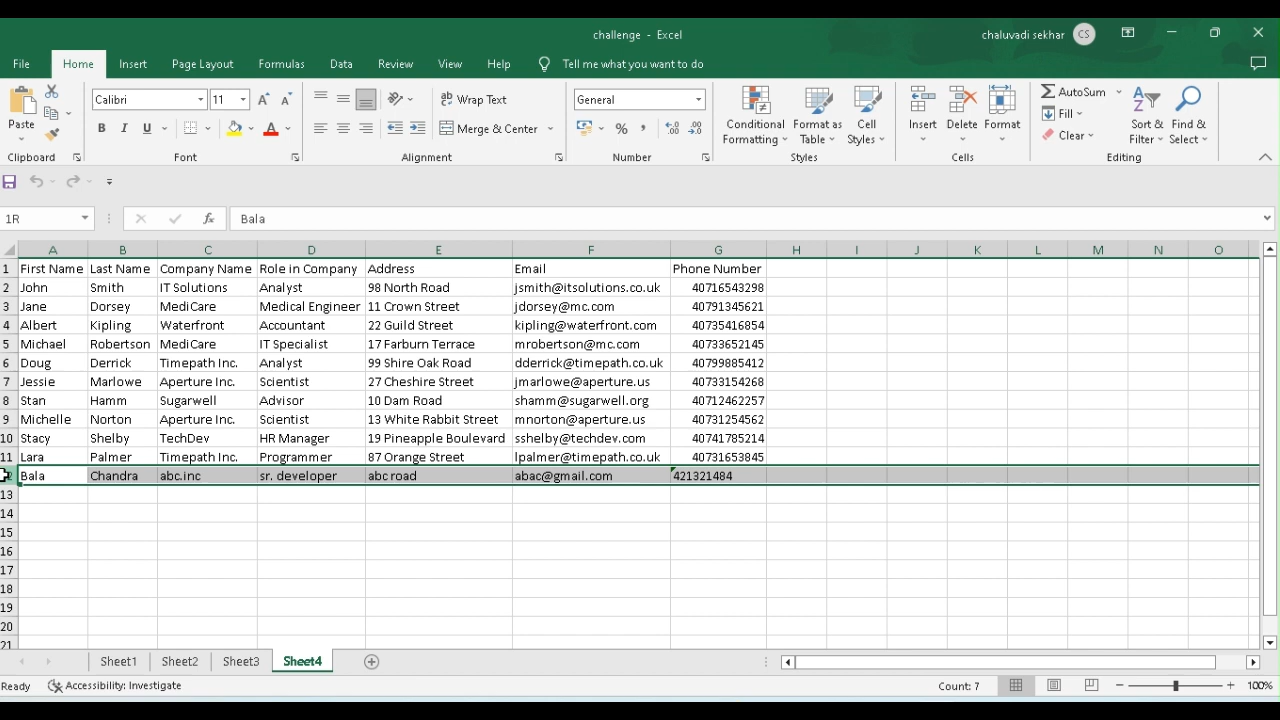 challenge - Excel
chaluvadi sekhar CS
File Home Insert Page Layout Formulas Data Review View Help Tell me what you want to do
Paste
Clipboard
Calibri 11
B I U A
Font
Wrap Text
Merge & Center
Alignment
General
% ,
Number
Conditional Formatting
Format as Table
Cell Styles
Styles
Insert Delete Format
Cells
AutoSum
Fill
Clear
Sort & Filter
Find & Select
Editing
1R fx Bala
A B C D E F G H I J K L M N O
1 First Name Last Name Company Name Role in Company Address Email Phone Number
2 John Smith IT Solutions Analyst 98 North Road jsmith@itsolutions.co.uk 40716543298
3 Jane Dorsey MediCare Medical Engineer 11 Crown Street jdorsey@mc.com 40791345621
4 Albert Kipling Waterfront Accountant 22 Guild Street kipling@waterfront.com 40735416854
5 Michael Robertson MediCare IT Specialist 17 Farburn Terrace mrobertson@mc.com 40733652145
6 Doug Derrick Timepath Inc. Analyst 99 Shire Oak Road dderrick@timepath.co.uk 40799885412
7 Jessie Marlowe Aperture Inc. Scientist 27 Cheshire Street jmarlowe@aperture.us 40733154268
8 Stan Hamm Sugarwell Advisor 10 Dam Road shamm@sugarwell.org 40712462257
9 Michelle Norton Aperture Inc. Scientist 13 White Rabbit Street mnorton@aperture.us 40731254562
10 Stacy Shelby TechDev HR Manager 19 Pineapple Boulevard sshelby@techdev.com 40741785214
11 Lara Palmer Timepath Inc. Programmer 87 Orange Street lpalmer@timepath.co.uk 40731653845
Bala Chandra abc.inc sr. developer abc road abac@gmail.com 421321484
13
14
15
16
17
18
19
20
21
Sheet1 Sheet2 Sheet3 Sheet4
Ready Accessibility: Investigate Count: 7 100%